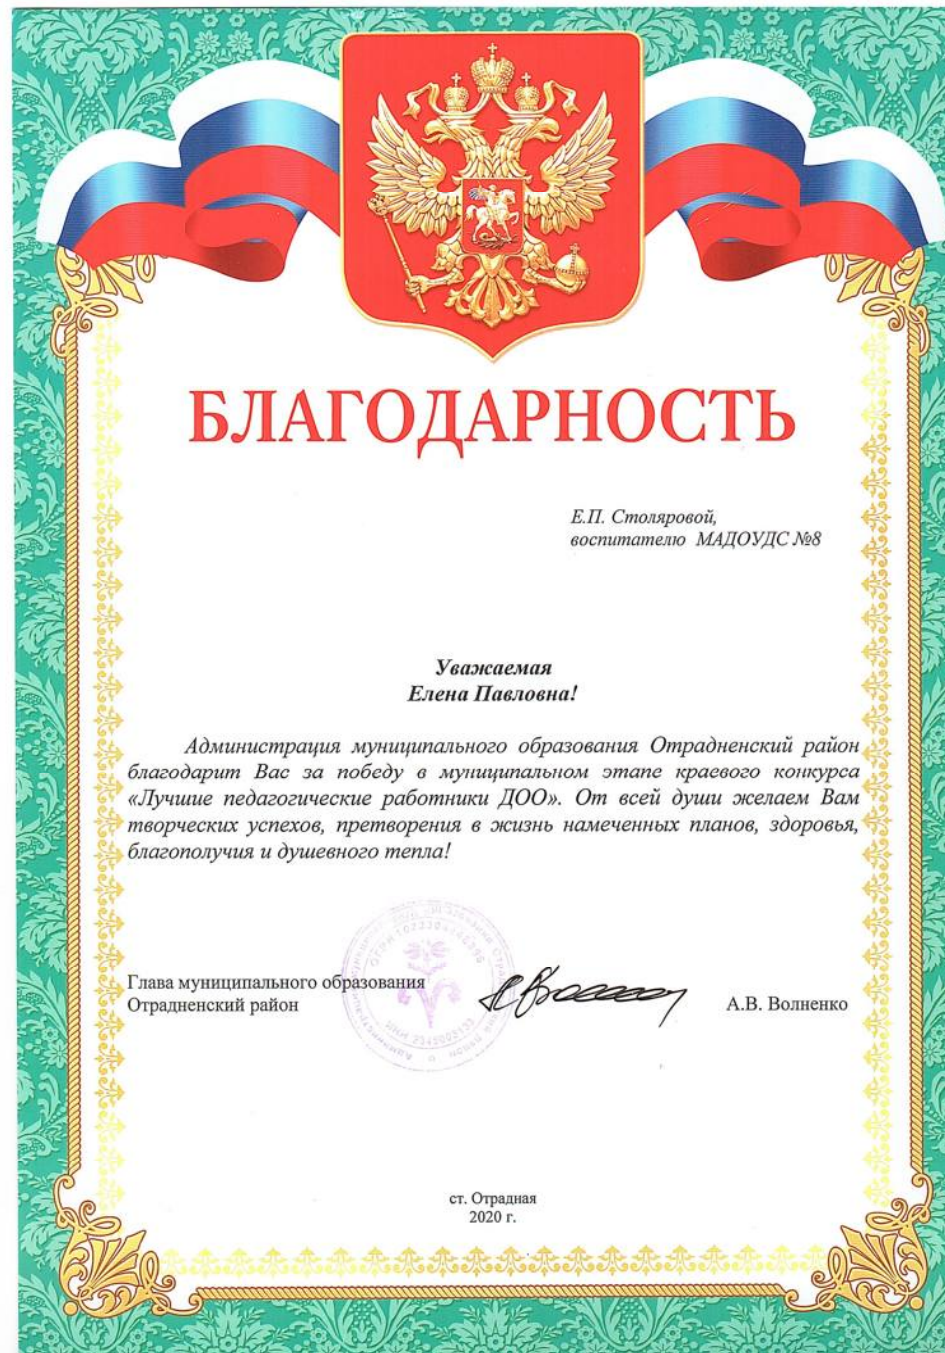 БЛАГОДАРНОСТЬ
Е.П. Столяровой,
воспитателю МАДОУДС №8
Уважаемая
Елена Павловна!
Администрация муниципального образования Отрадненский район
благодарит Вас за победу в муниципальном этапе краевого конкурса
«Лучшие педагогические работники ДОО». От всей души желаем Вам
творческих успехов, претворения в жизнь намеченных планов, здоровья,
благополучия и душевного тепла!
Глава муниципального образования
Отрадненский район
А.В. Волненко
ст. Отрадная
2020 г.